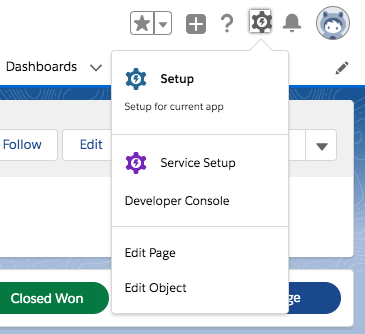 Dashboards
Setup
Setup for current app
Follow
Edit
Service Setup
Developer Console
Edit Page
Edit Object
Closed Won